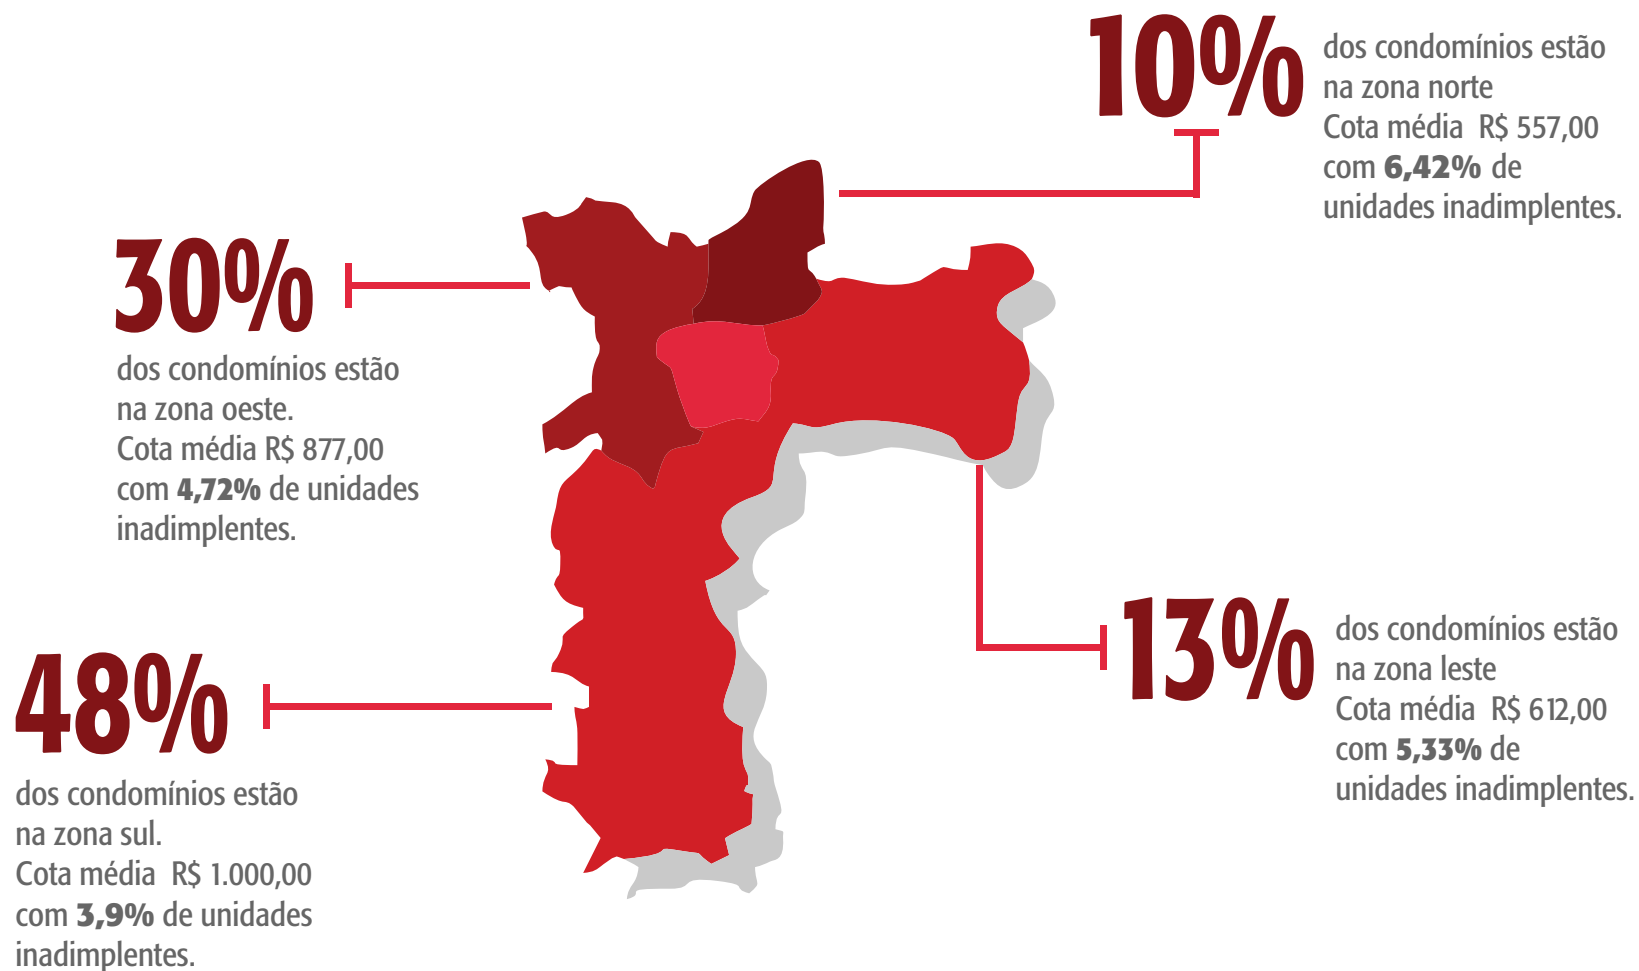 10%
dos condomínios estão
na zona norte
Cota média R$ 557,00
com 6,42% de
unidades inadimplentes.
30%
dos condomínios estão
na zona oeste.
Cota média R$ 877,00
com 4,72% de unidades
inadimplentes.
13%
dos condomínios estão
na zona leste
Cota média R$ 612,00
com 5,33% de
unidades inadimplentes.
48%
dos condomínios estão
na zona sul.
Cota média R$ 1.000,00
com 3,9% de unidades
inadimplentes.